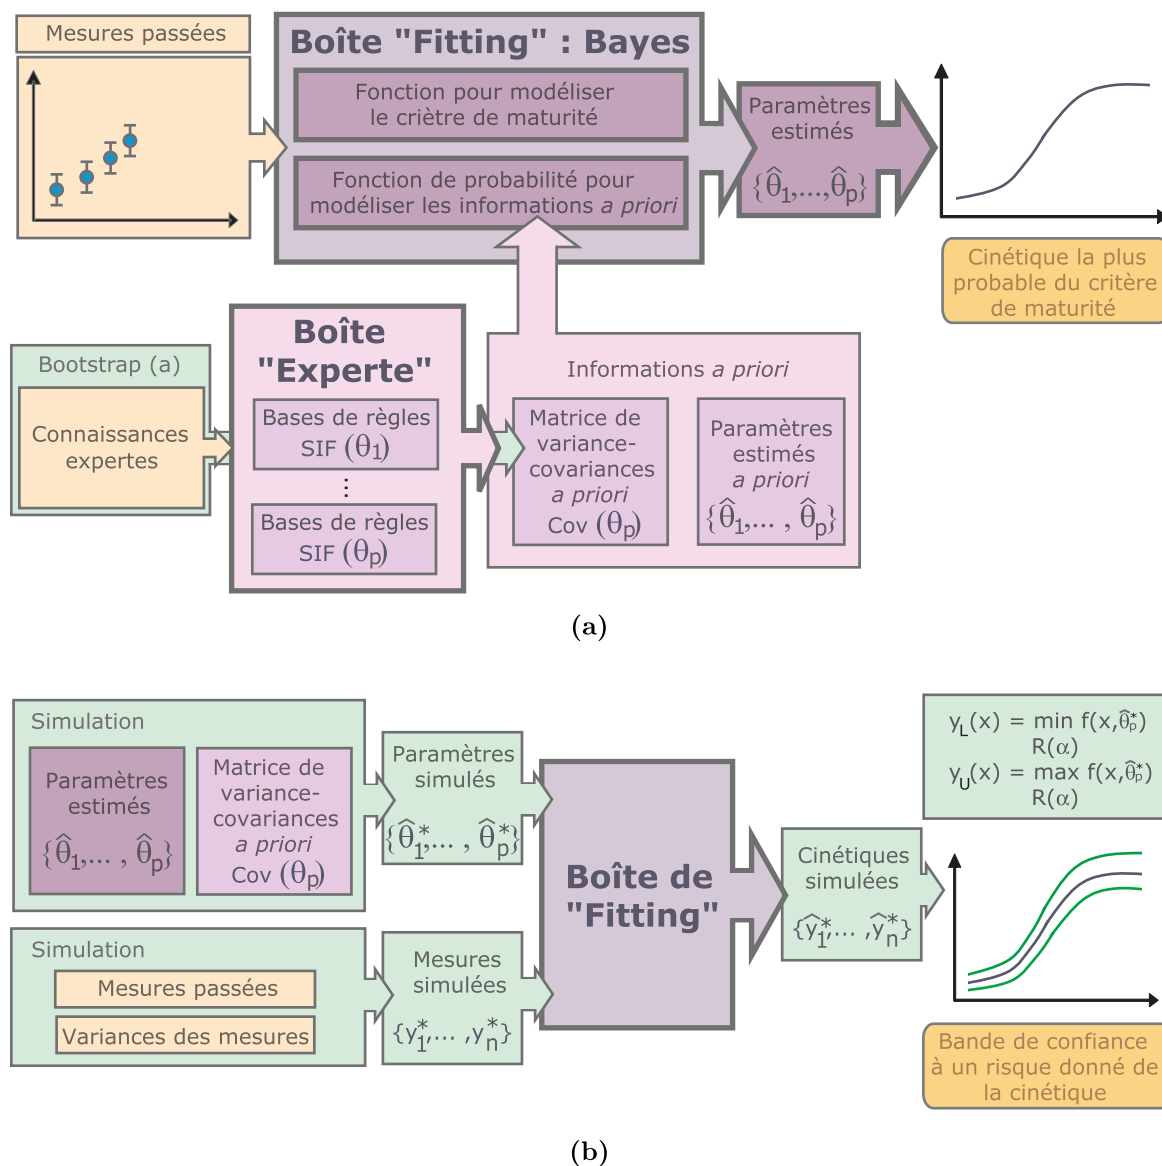 Mesures passées
Boîte "Fitting" : Bayes
Fonction pour modéliser
le criètre de maturité
Fonction de probabilité pour
modéliser les informations a priori
Paramètres
estimés
{θ̂₁,...,θ̂p}
Cinétique la plus
probable du critère
de maturité
Bootstrap (a)
Connaissances
expertes
Boîte
"Experte"
Bases de règles
SIF (θ₁)
⋮
Bases de règles
SIF (θp)
Informations a priori
Matrice de
variance-
covariances
a priori
Cov (θp)
Paramètres
estimés
a priori
{θ̂₁,... , θ̂p}
(a)
Simulation
Paramètres
estimés
{θ̂₁,... , θ̂p}
Matrice de
variance-
covariances
a priori
Cov (θp)
Paramètres
simulés
{θ̂₁*,... , θ̂p*}
Simulation
Mesures passées
Variances des mesures
Mesures
simulées
{y₁*,... ,yn*}
Boîte de
"Fitting"
Cinétiques
simulées
{ŷ₁*,... ,ŷn*}
yL(x) = min f(x,θ̂p*)
R(α)
yU(x) = max f(x,θ̂p*)
R(α)
Bande de confiance
à un risque donné de
la cinétique
(b)